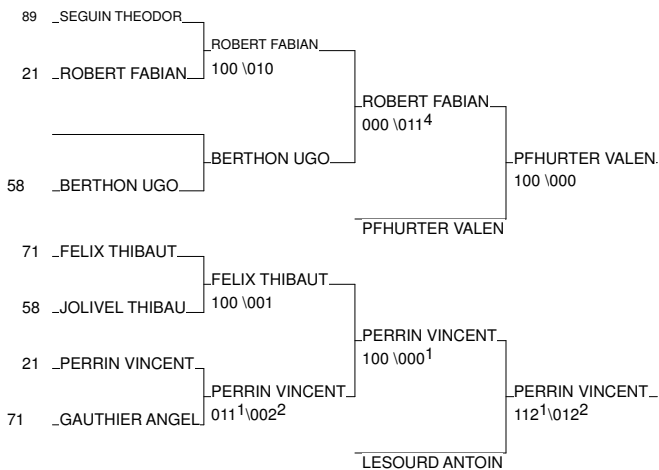 89 SEGUIN THEODOR
ROBERT FABIAN
21 ROBERT FABIAN 100 \010
ROBERT FABIAN
000 \011⁴
BERTHON UGO PFHURTER VALEN
58 BERTHON UGO 100 \000
PFHURTER VALEN
71 FELIX THIBAUT
FELIX THIBAUT
58 JOLIVEL THIBAU 100 \001
PERRIN VINCENT
21 PERRIN VINCENT 100 \000¹
PERRIN VINCENT PERRIN VINCENT
71 GAUTHIER ANGEL 011¹\002² 112¹\012²
LESOURD ANTOIN